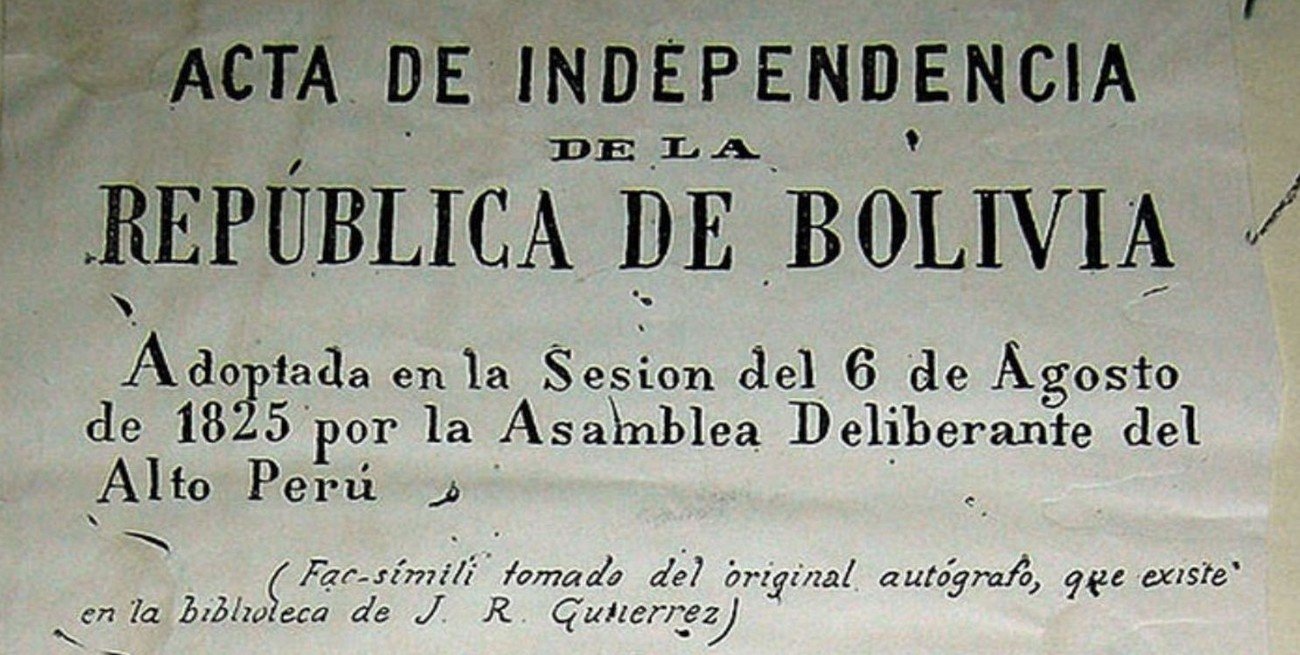 ACTA DE INDEPENDENCIA
DE LA
REPÚBLICA DE BOLIVIA
Adoptada en la Sesion del 6 de Agosto
de 1825 por la Asamblea Deliberante del
Alto Perú
(Fac-símili tomado del original autógrafo, que existe
en la biblioteca de J. R. Gutierrez)